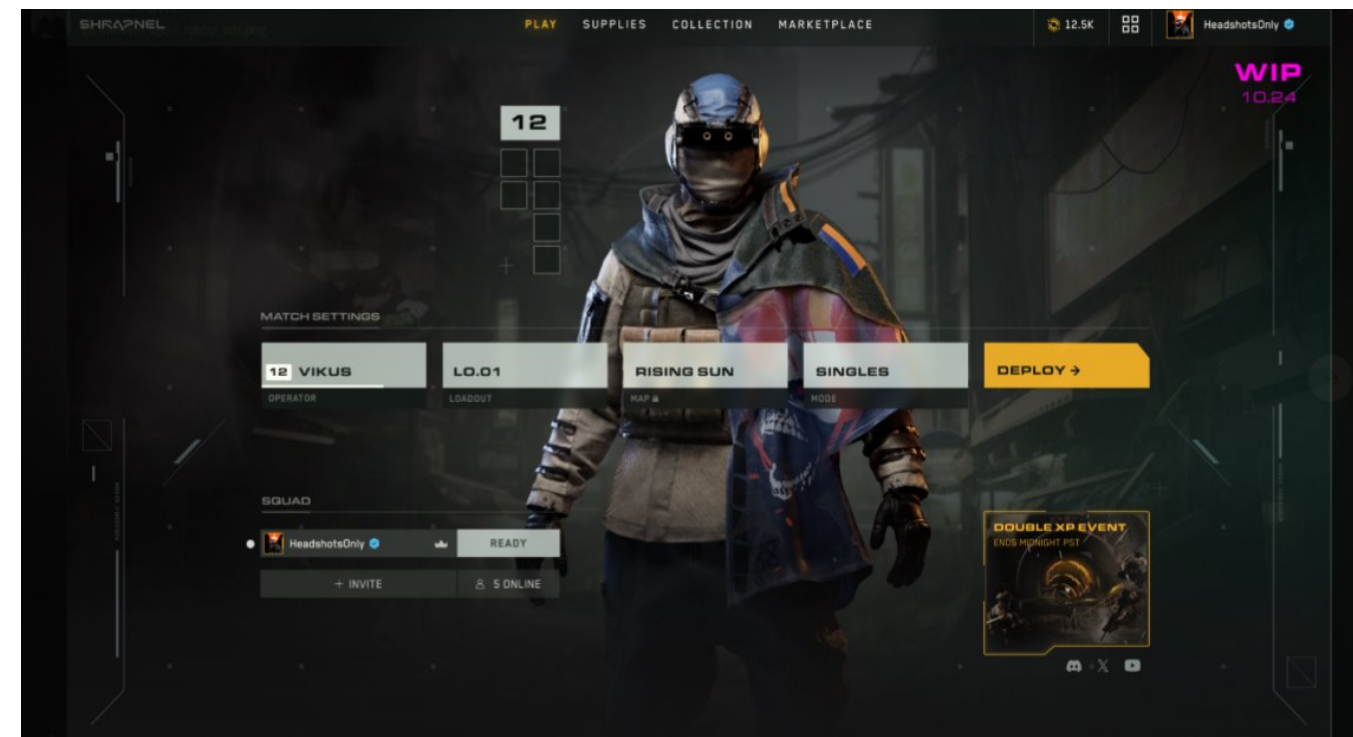 SHRAPNEL
PLAY SUPPLIES COLLECTION MARKETPLACE
12.5K
HeadshotsOnly
WIP
10.24
12
MATCH SETTINGS
12 VIKUS
OPERATOR
LO.01
LOADOUT
RISING SUN
MAP
SINGLES
MODE
DEPLOY →
SQUAD
HeadshotsOnly
READY
+ INVITE
5 ONLINE
DOUBLE XP EVENT
ENDS MIDNIGHT PST